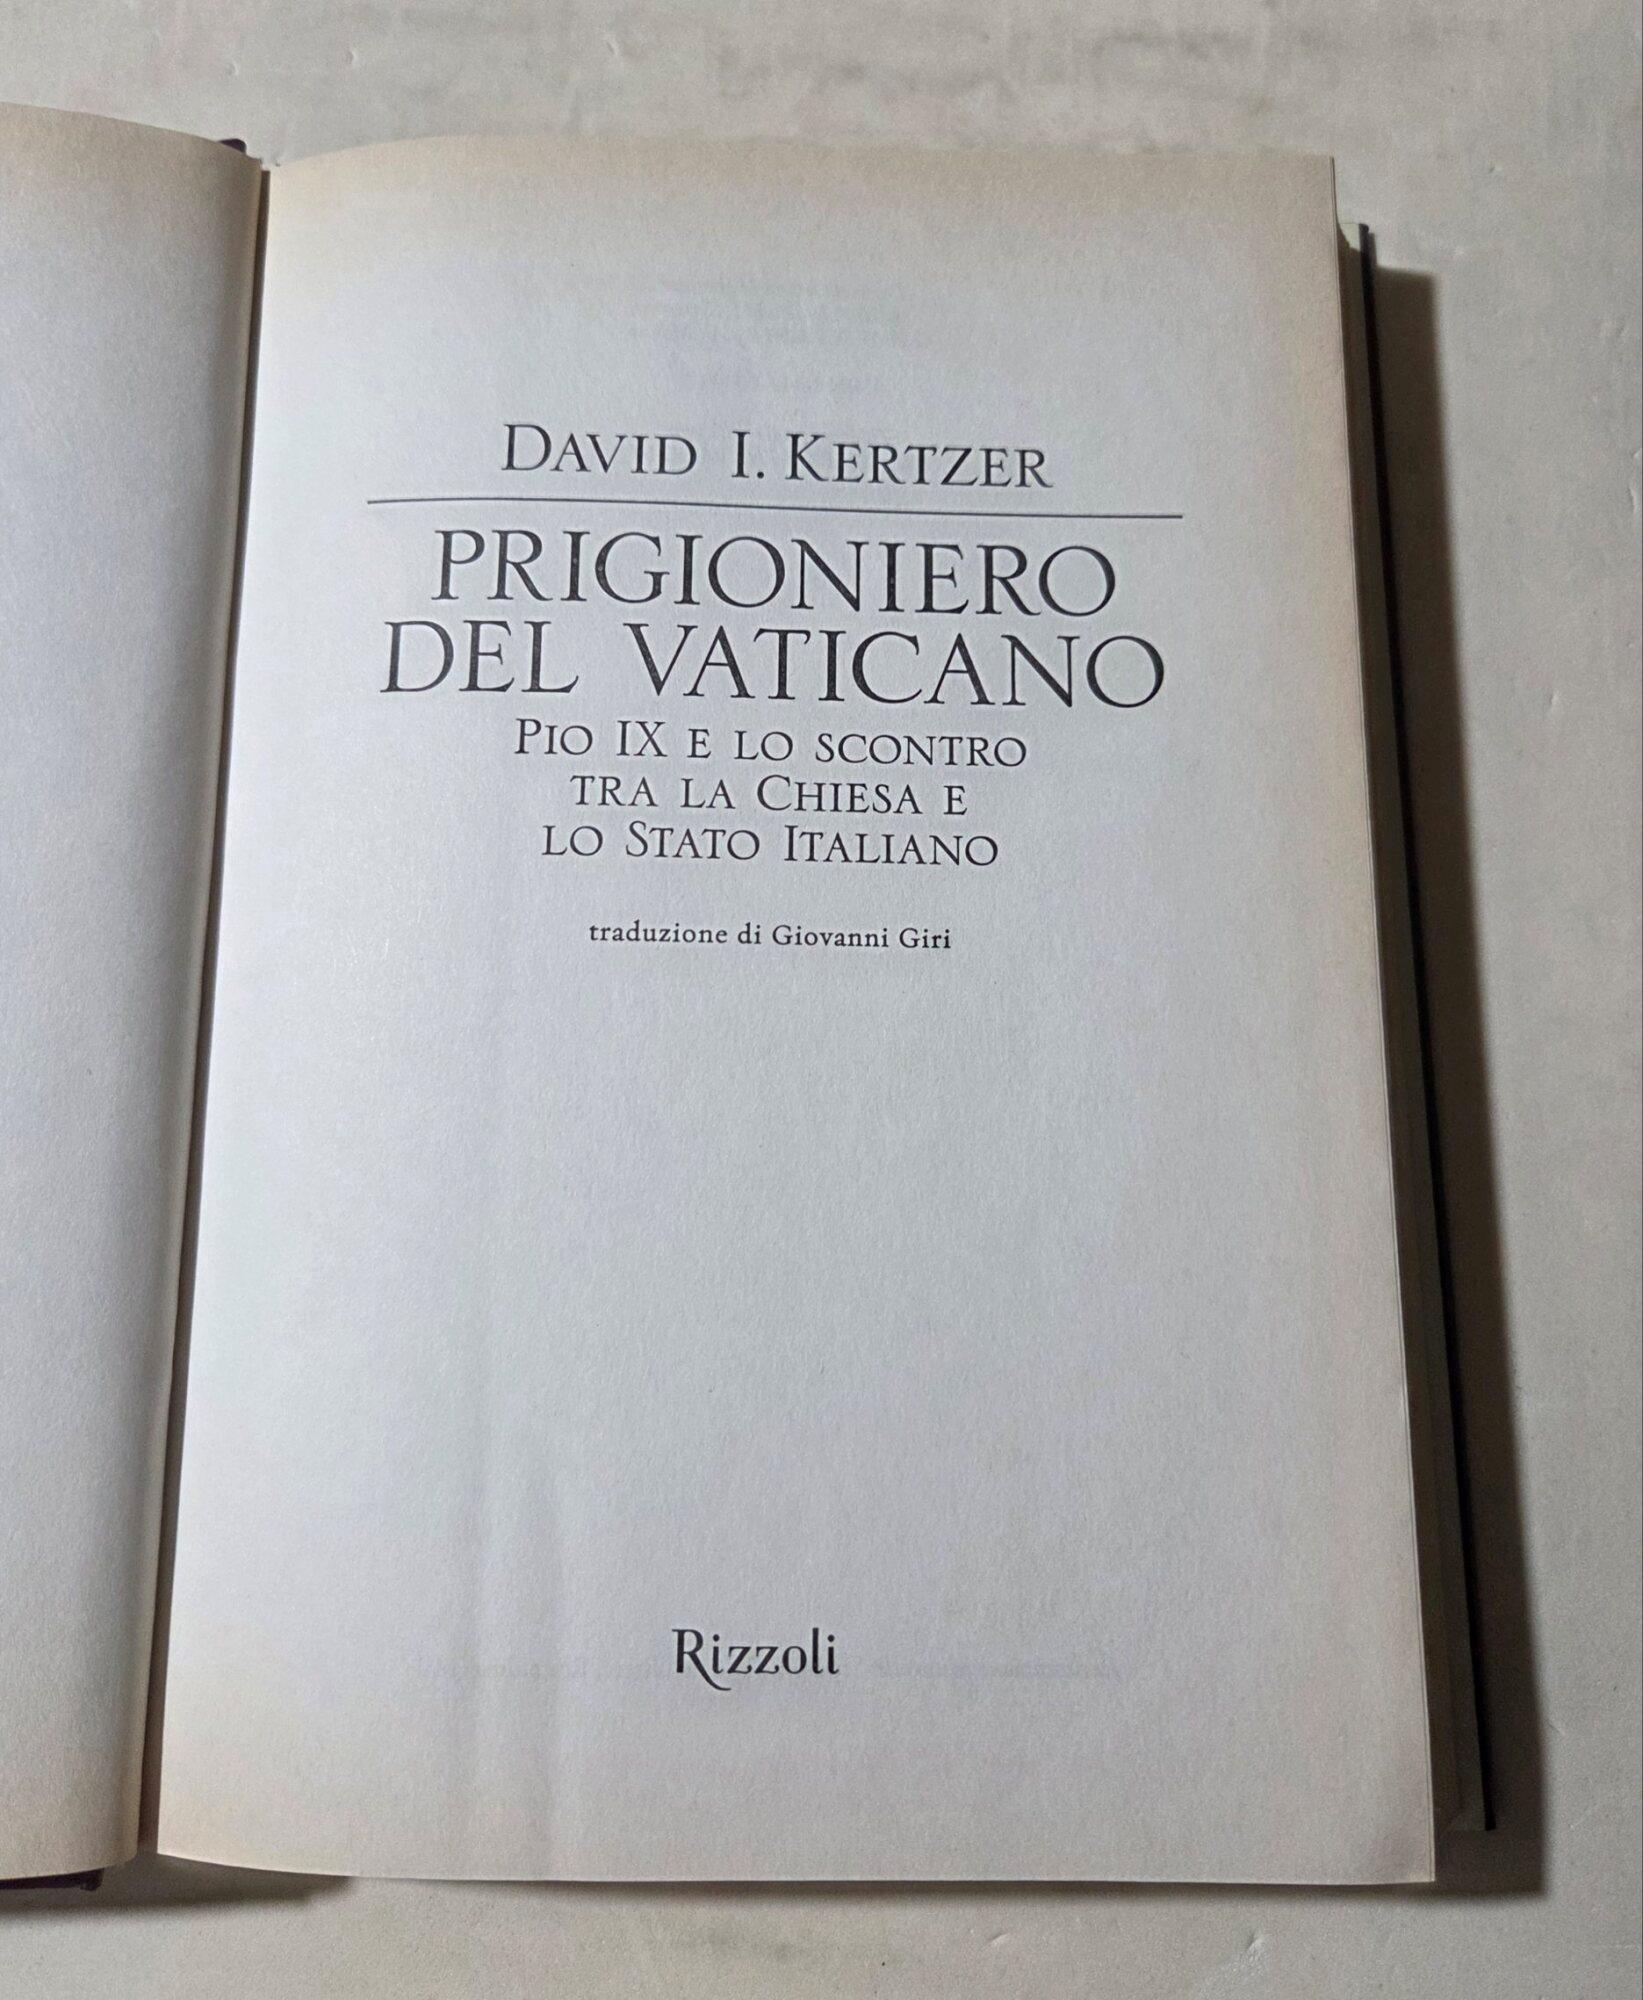 DAVID I. KERTZER
PRIGIONIERO
DEL VATICANO
PIO IX E LO SCONTRO
TRA LA CHIESA E
LO STATO ITALIANO
traduzione di Giovanni Giri
Rizzoli